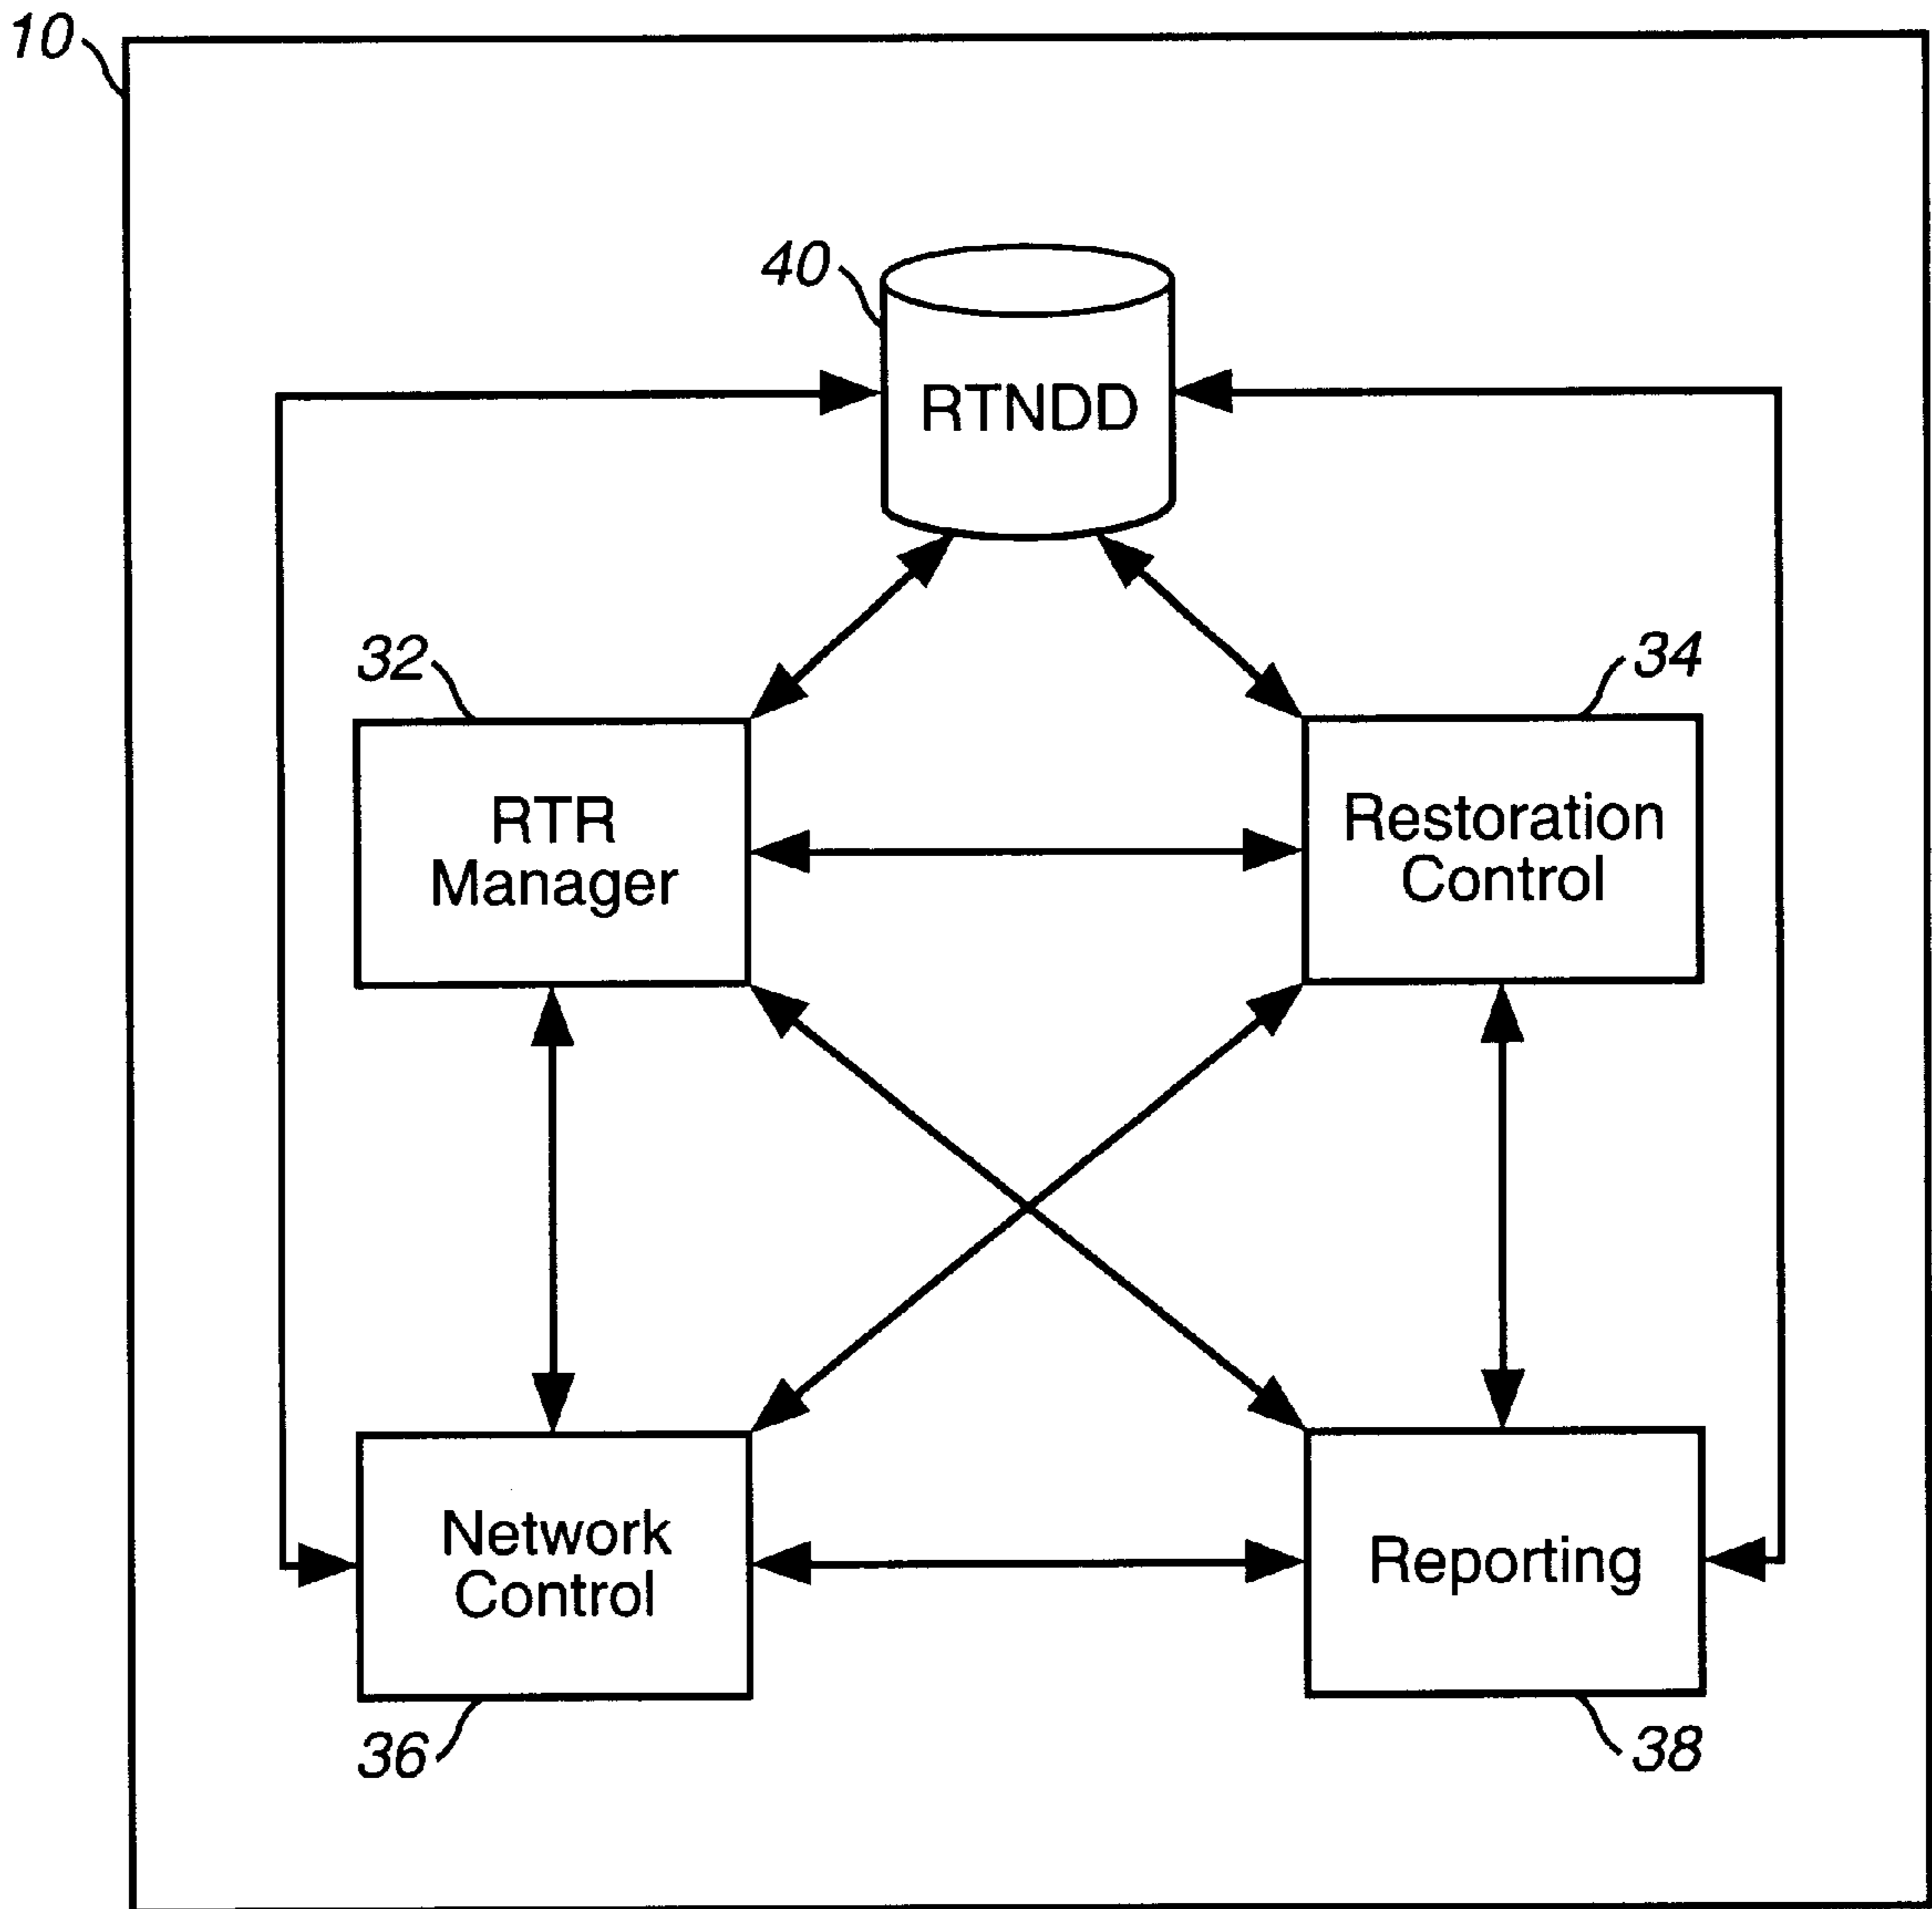 10
40
RTNDD
32
34
RTR
Manager
Restoration
Control
Network
Control
Reporting
36
38